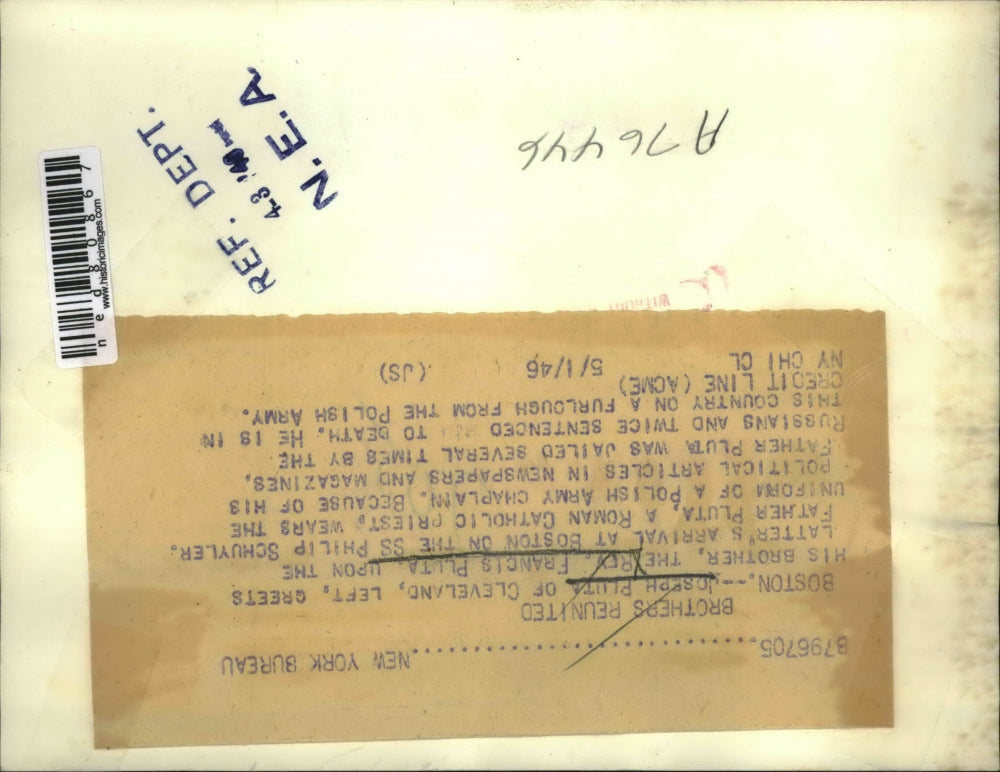 B796705.............................NEW YORK BUREAU
BROTHERS REUNITED
BOSTON.---JOSEPH PLUTA OF CLEVELAND, LEFT, GREETS
HIS BROTHER, THE REV. FRANCIS PLUTA, UPON THE
LATTER'S ARRIVAL AT BOSTON ON THE SS PHILIP SCHUYLER.
FATHER PLUTA, A ROMAN CATHOLIC PRIEST, WEARS THE
UNIFORM OF A POLISH ARMY CHAPLAIN. BECAUSE OF HIS
POLITICAL ARTICLES IN NEWSPAPERS AND MAGAZINES,
FATHER PLUTA WAS JAILED SEVERAL TIMES BY THE
RUSSIANS AND TWICE SENTENCED TO DEATH. HE IS IN
THIS COUNTRY ON A FURLOUGH FROM THE POLISH ARMY.
CREDIT LINE (ACME)
NY CHI CL 5/1/46 (JS)
A76446
REF. DEPT.
N.E.A.
ned80867
www.historicimages.com
WITHOUT